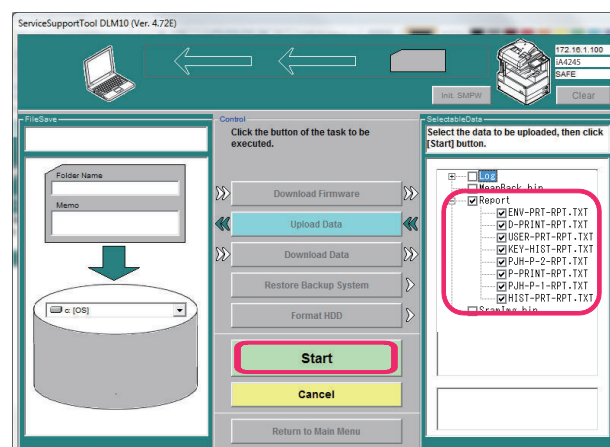 ServiceSupportTool DLM10 (Ver. 4.72E)
172.16.1.100
iA4245
SAFE
Init. SMPW
Clear
FileSave
Control
SelectableData
Click the button of the task to be
executed.
Select the data to be uploaded, then click
[Start] button.
Folder Name
Memo
Download Firmware
Upload Data
Download Data
Restore Backup System
Format HDD
Start
Cancel
Return to Main Menu
c: [OS]
Log
MeanBack.bin
Report
ENV-PRT-RPT.TXT
D-PRINT-RPT.TXT
USER-PRT-RPT.TXT
KEY-HIST-RPT.TXT
PJH-P-2-RPT.TXT
P-PRINT-RPT.TXT
PJH-P-1-RPT.TXT
HIST-PRT-RPT.TXT
SramImg.bin